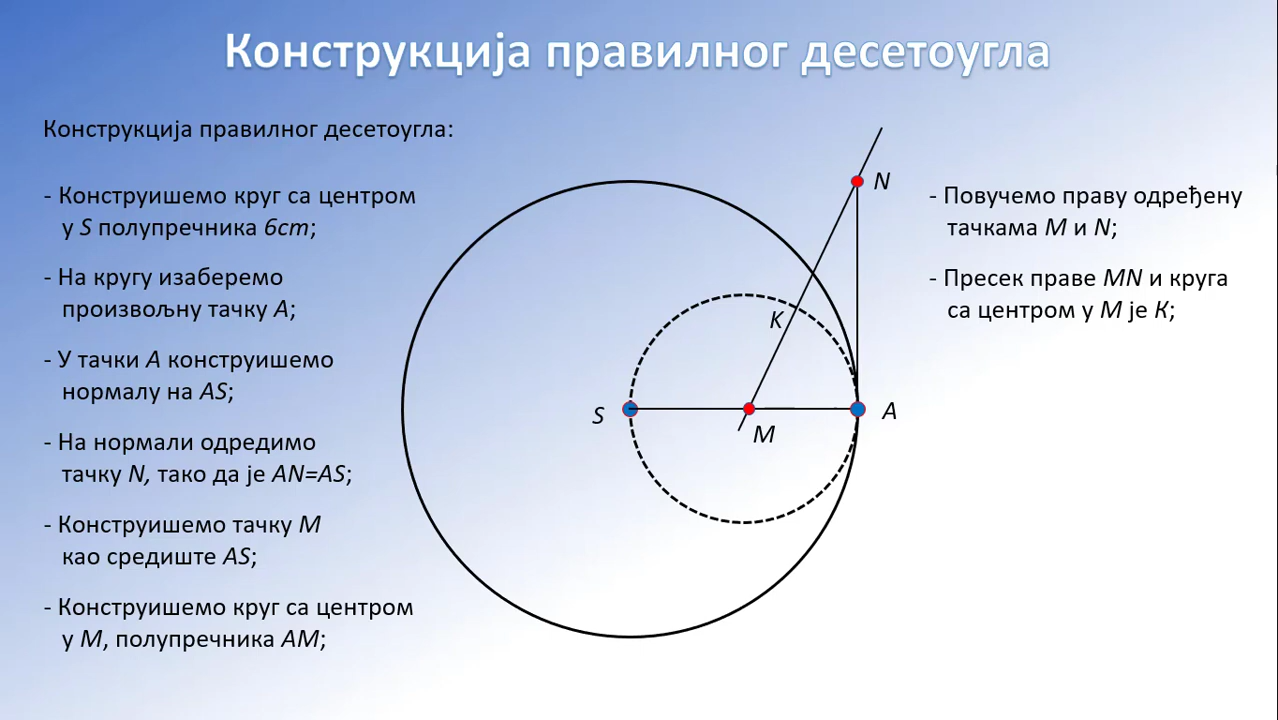 Конструкција правилног десетоугла
Конструкција правилног десетоугла:
- Конструишемо круг са центром
у S полупречника 6cm;
- На кругу изаберемо
произвољну тачку A;
- У тачки A конструишемо
нормалу на AS;
- На нормали одредимо
тачку N, тако да је AN=AS;
- Конструишемо тачку M
као средиште AS;
- Конструишемо круг са центром
у M, полупречника AM;
N
K
S
M
A
- Повучемо праву одређену
тачкама M и N;
- Пресек праве MN и круга
са центром у M је K;